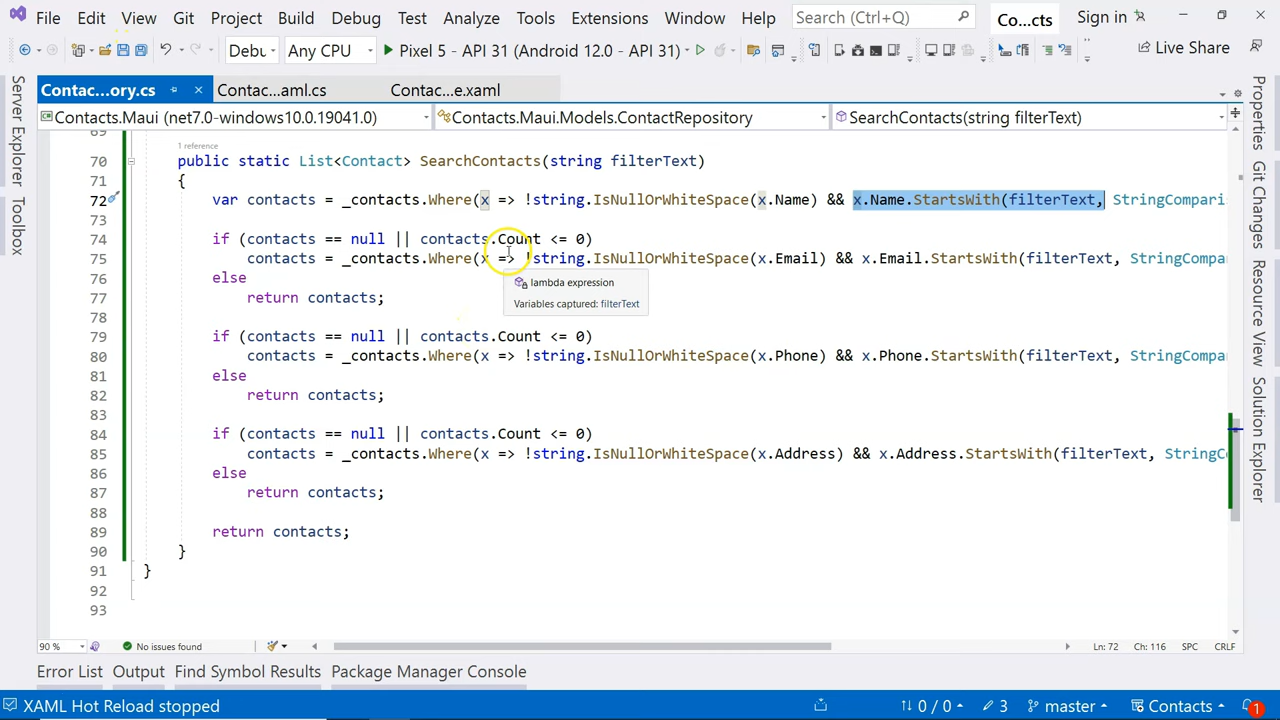 File Edit View Git Project Build Debug Test Analyze Tools Extensions Window Help Search (Ctrl+Q) Co...cts Sign in
Debu Any CPU Pixel 5 - API 31 (Android 12.0 - API 31) Live Share
Contac...ory.cs Contac...aml.cs Contac...e.xaml
Contacts.Maui (net7.0-windows10.0.19041.0) Contacts.Maui.Models.ContactRepository SearchContacts(string filterText)
Server Explorer
Toolbox
69
1 reference
70 public static List<Contact> SearchContacts(string filterText)
71 {
72 var contacts = _contacts.Where(x => !string.IsNullOrWhiteSpace(x.Name) && x.Name.StartsWith(filterText, StringCompari
73
74 if (contacts == null || contacts.Count <= 0)
75 contacts = _contacts.Where(x => !string.IsNullOrWhiteSpace(x.Email) && x.Email.StartsWith(filterText, StringCompa
76 else
lambda expression
77 return contacts;
Variables captured: filterText
78
79 if (contacts == null || contacts.Count <= 0)
80 contacts = _contacts.Where(x => !string.IsNullOrWhiteSpace(x.Phone) && x.Phone.StartsWith(filterText, StringCompa
81 else
82 return contacts;
83
84 if (contacts == null || contacts.Count <= 0)
85 contacts = _contacts.Where(x => !string.IsNullOrWhiteSpace(x.Address) && x.Address.StartsWith(filterText, StringC
86 else
87 return contacts;
88
89 return contacts;
90 }
91 }
92
93
Properties
Resource View
Solution Explorer
90 % No issues found Ln: 72 Ch: 116 SPC CRLF
Error List Output Find Symbol Results Package Manager Console
XAML Hot Reload stopped 0 / 0 3 master Contacts 1